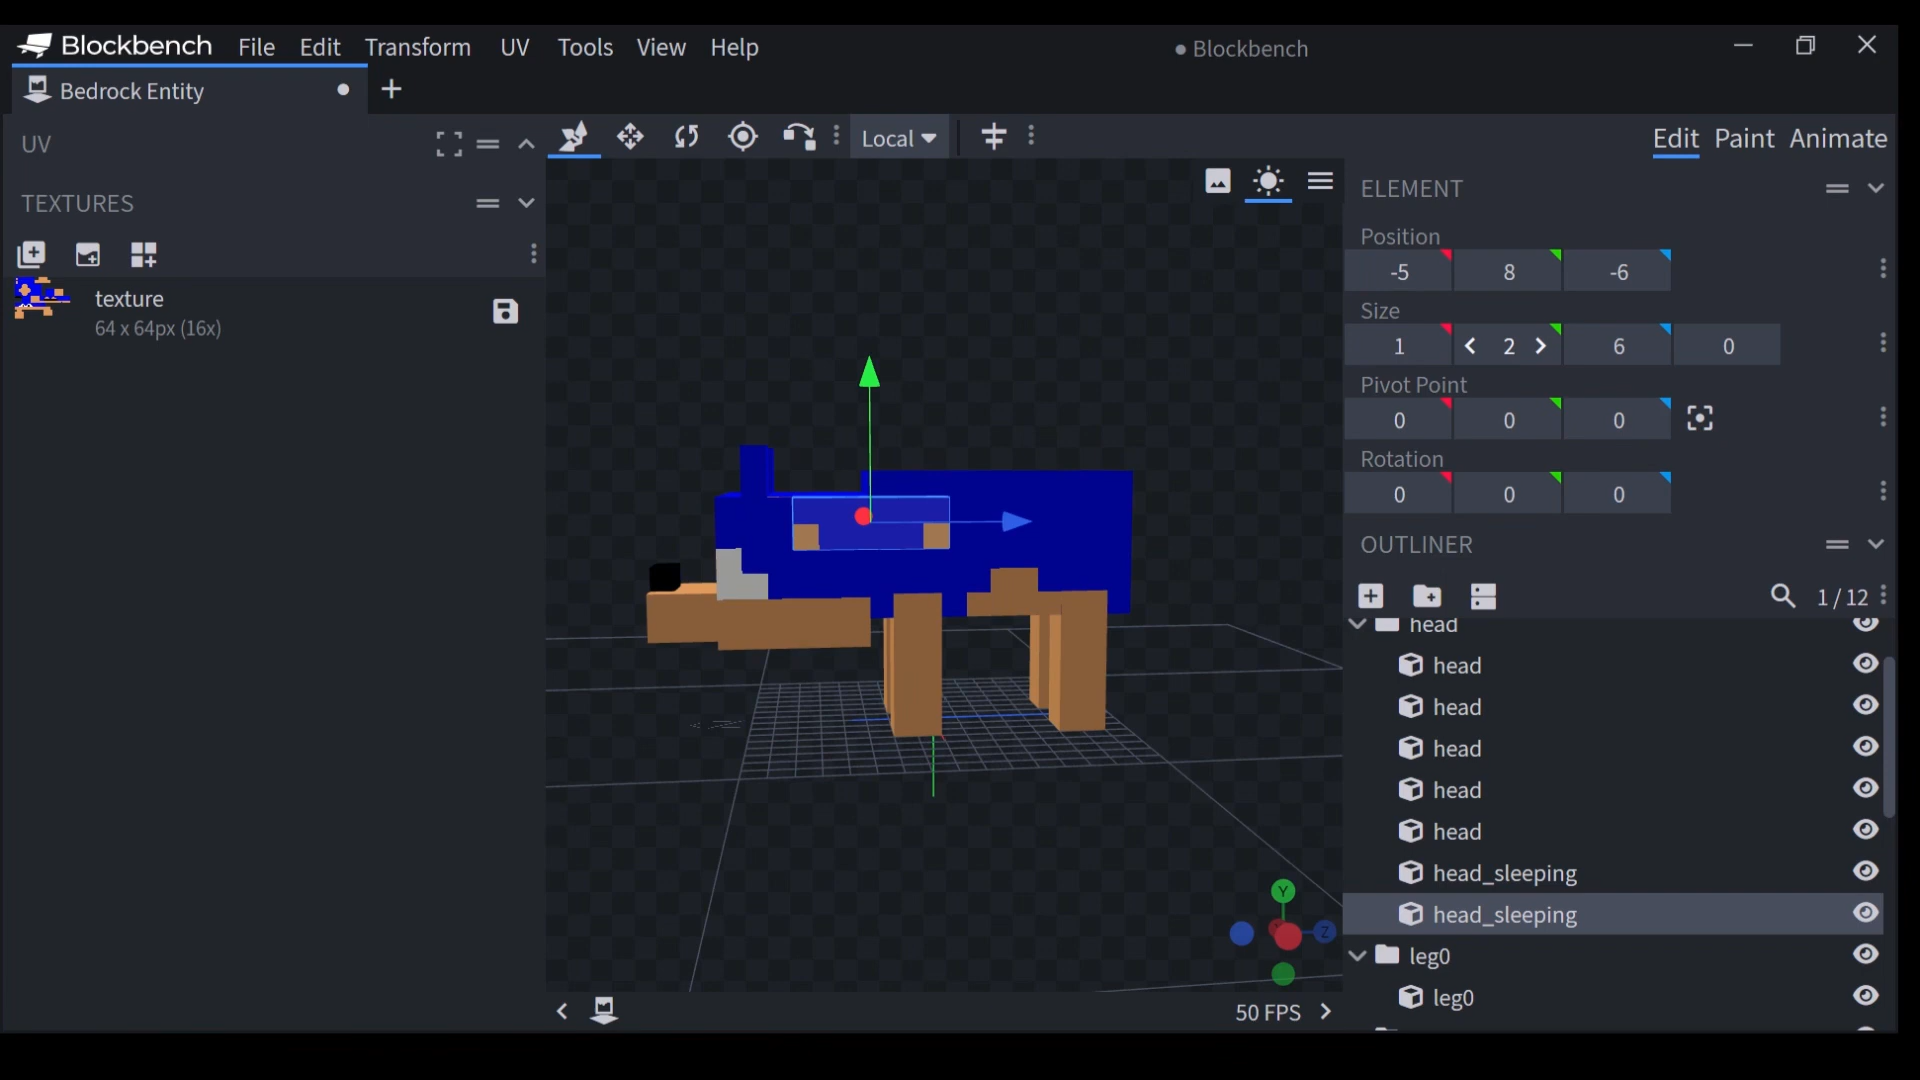 Blockbench File Edit Transform UV Tools View Help
● Blockbench
Bedrock Entity
UV
TEXTURES
texture
64 x 64px (16x)
Local
Edit Paint Animate
ELEMENT
Position
-5 8 -6
Size
1 2 6 0
Pivot Point
0 0 0
Rotation
0 0 0
OUTLINER
1 / 12
head
head
head
head
head
head
head_sleeping
head_sleeping
leg0
leg0
Y
Z
50 FPS